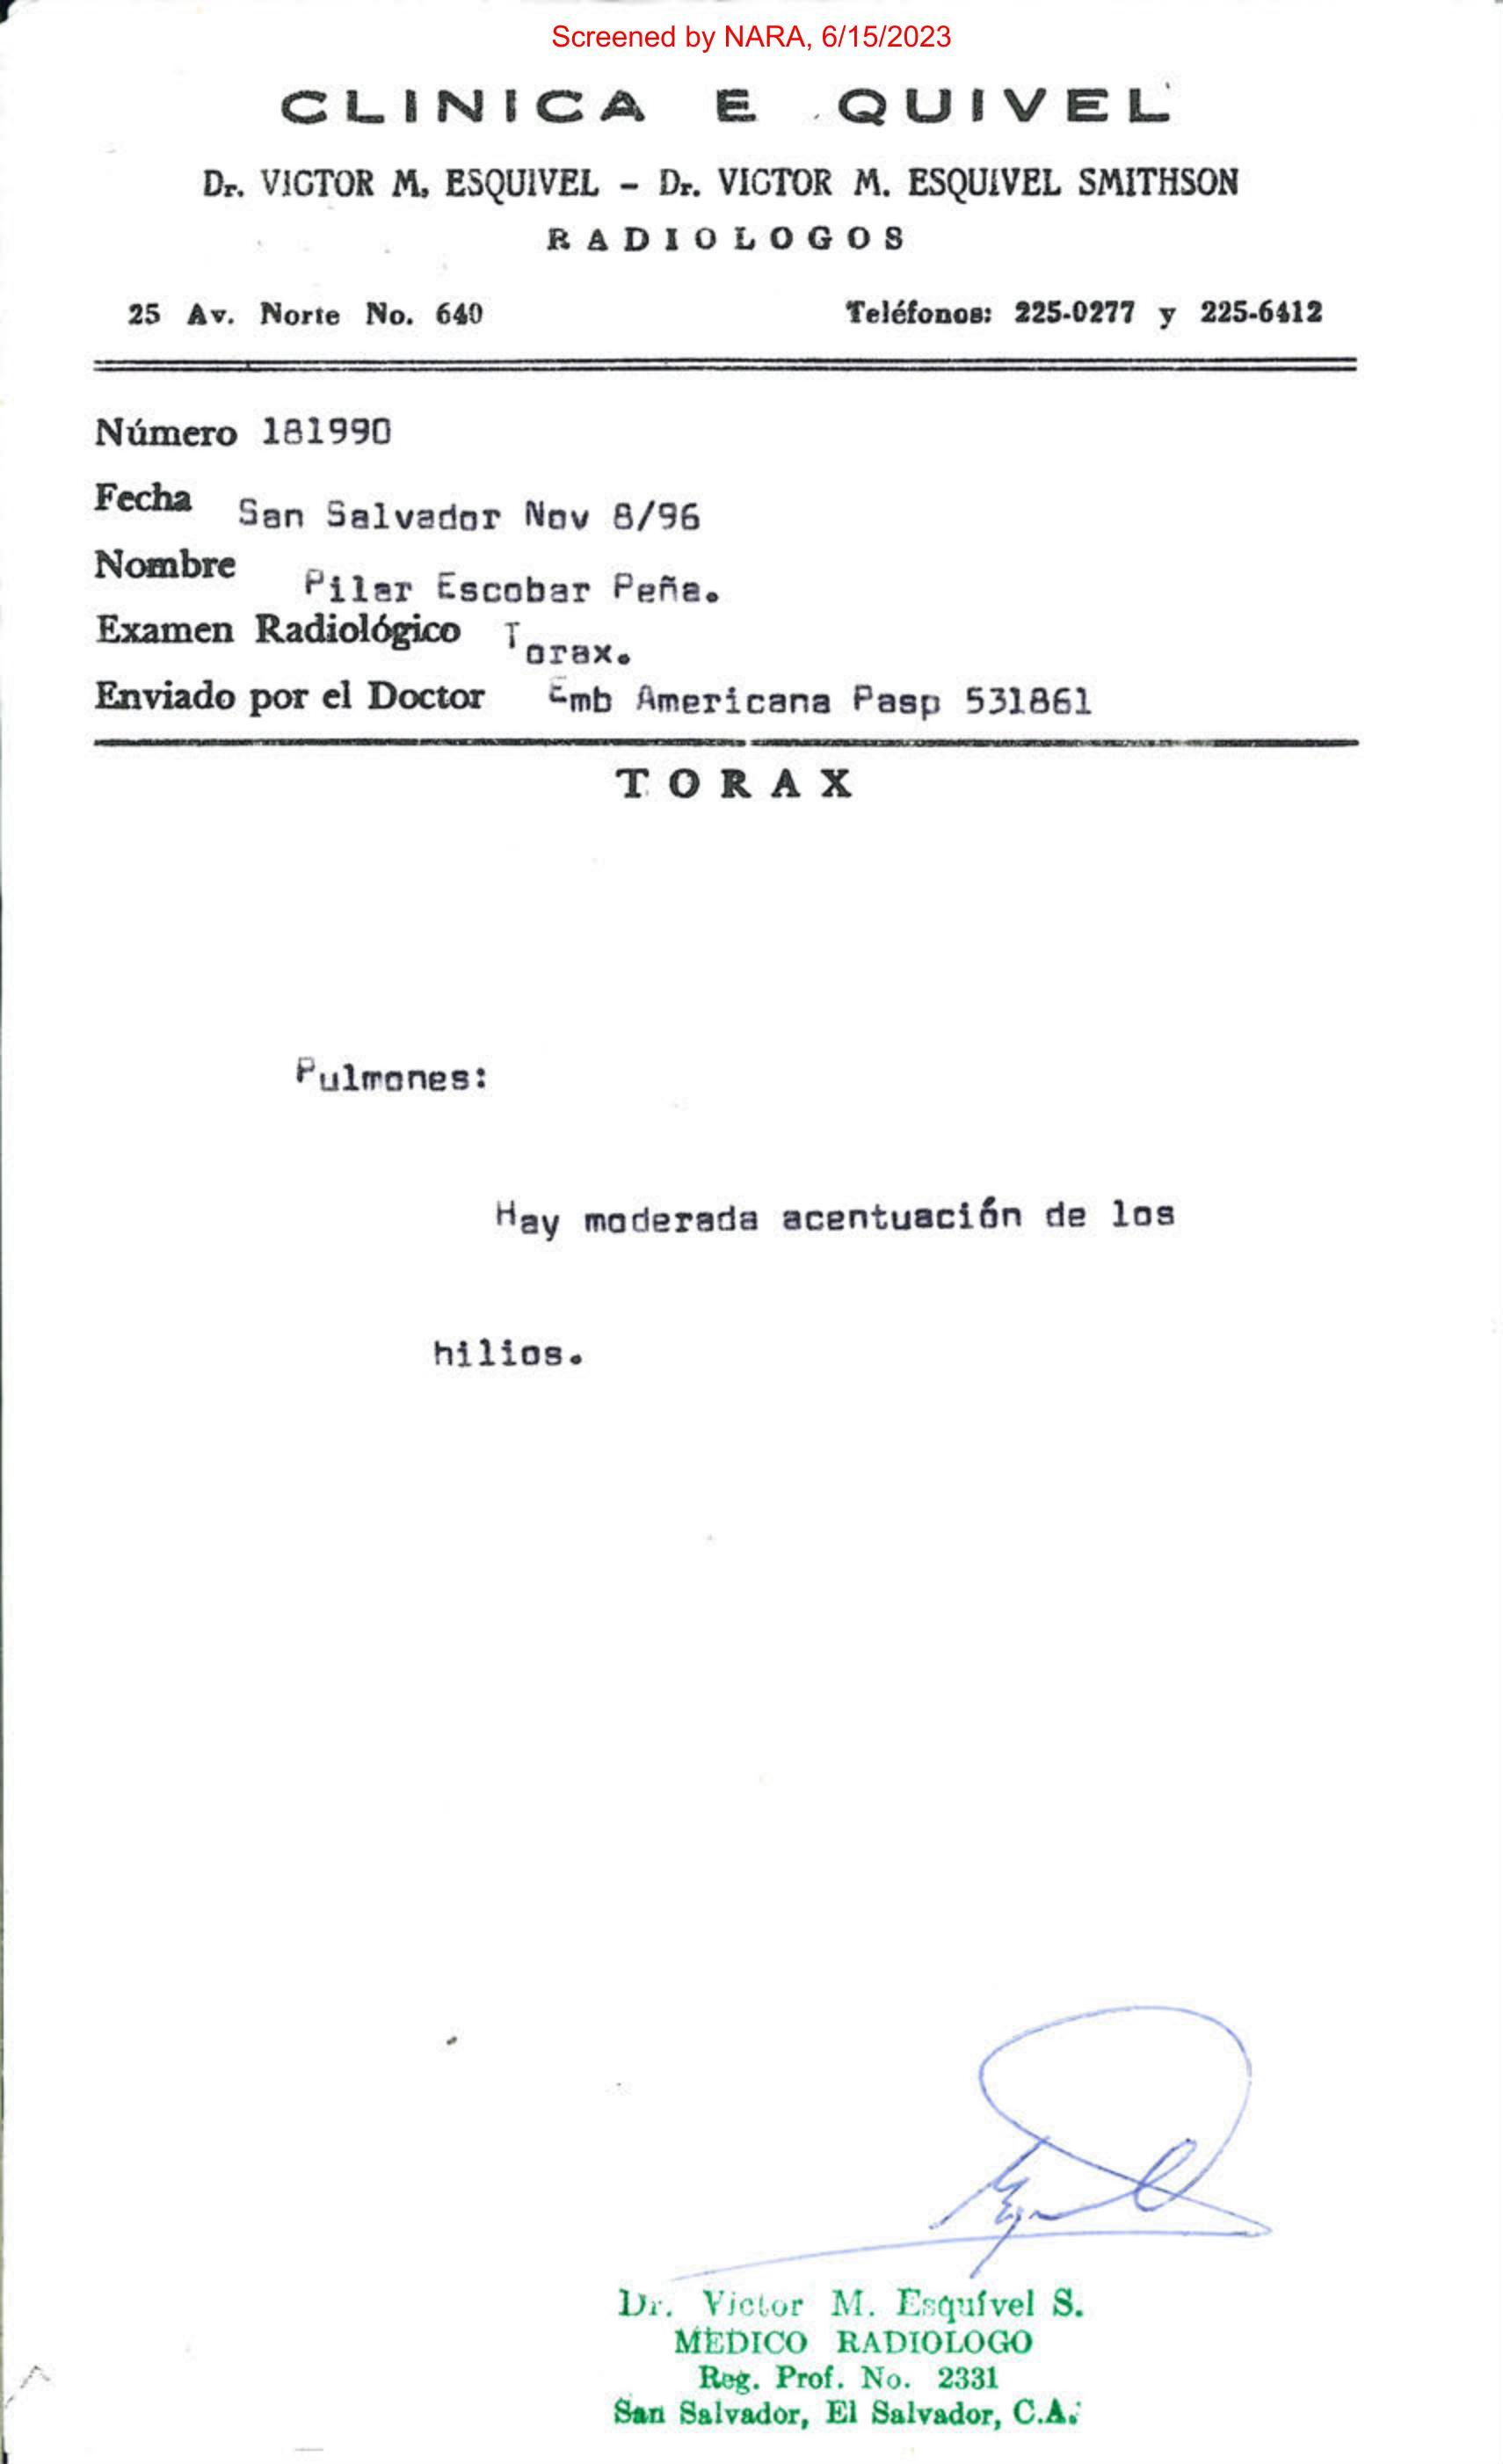 Screened by NARA, 6/15/2023
CLINICA E QUIVEL
Dr. VICTOR M. ESQUIVEL - Dr. VICTOR M. ESQUIVEL SMITHSON
RADIOLOGOS
25 Av. Norte No. 640 Teléfonos: 225-0277 y 225-6412
Número 181990
Fecha San Salvador Nov 8/96
Nombre Pilar Escobar Peña.
Examen Radiológico Torax.
Enviado por el Doctor Emb Americana Pasp 531861
TORAX
Pulmones:
Hay moderada acentuación de los
hilios.
Dr. Victor M. Esquível S.
MEDICO RADIOLOGO
Reg. Prof. No. 2331
San Salvador, El Salvador, C.A.